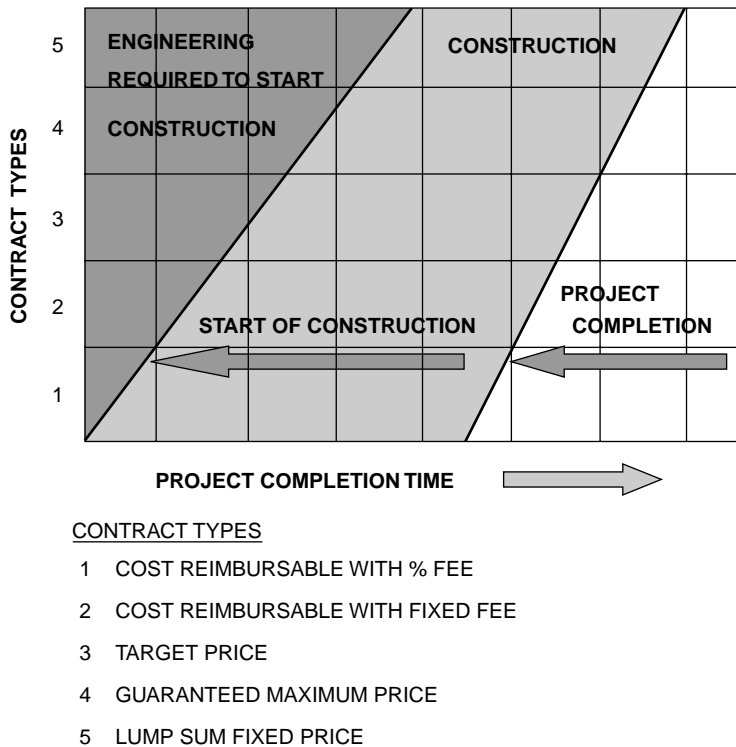 5
ENGINEERING
REQUIRED TO START
CONSTRUCTION
CONSTRUCTION
4
3
2
1
CONTRACT TYPES
START OF CONSTRUCTION
PROJECT
COMPLETION
PROJECT COMPLETION TIME
CONTRACT TYPES
1 COST REIMBURSABLE WITH % FEE
2 COST REIMBURSABLE WITH FIXED FEE
3 TARGET PRICE
4 GUARANTEED MAXIMUM PRICE
5 LUMP SUM FIXED PRICE